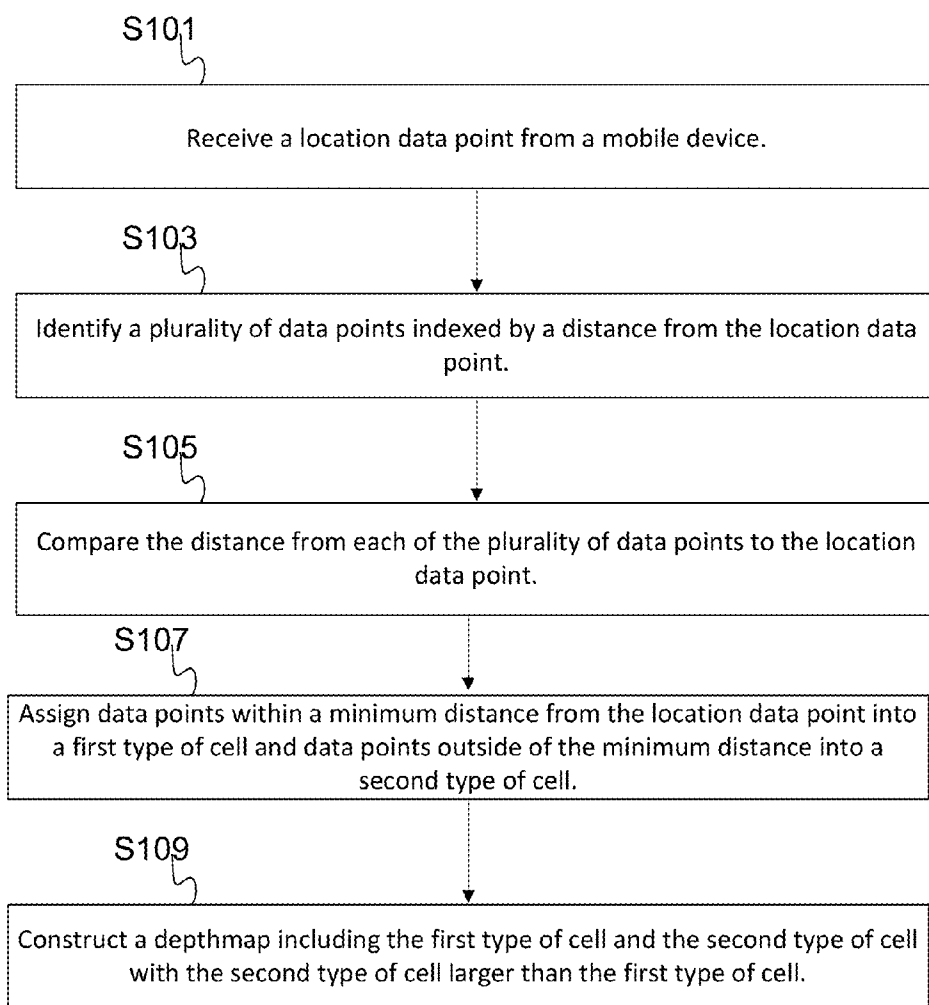 S101
Receive a location data point from a mobile device.
S103
Identify a plurality of data points indexed by a distance from the location data
point.
S105
Compare the distance from each of the plurality of data points to the location
data point.
S107
Assign data points within a minimum distance from the location data point into
a first type of cell and data points outside of the minimum distance into a
second type of cell.
S109
Construct a depthmap including the first type of cell and the second type of cell
with the second type of cell larger than the first type of cell.